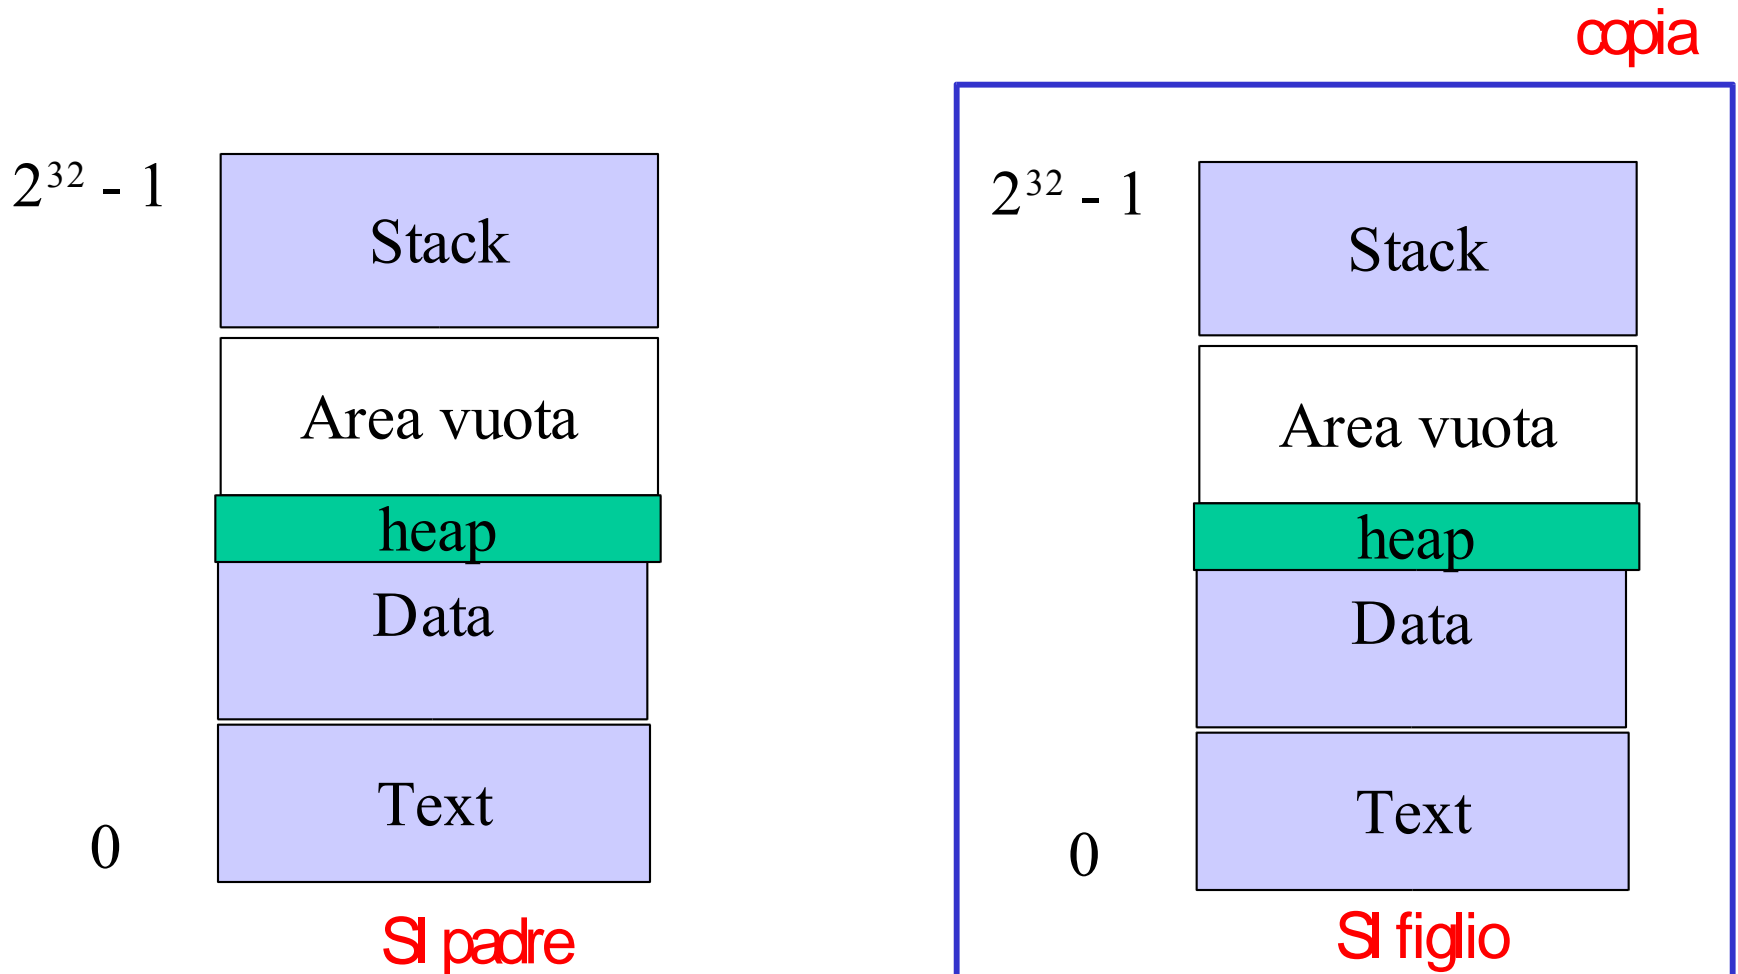 copia
2³² - 1
Stack
Area vuota
heap
Data
Text
0
SI padre
2³² - 1
Stack
Area vuota
heap
Data
Text
0
SI figlio